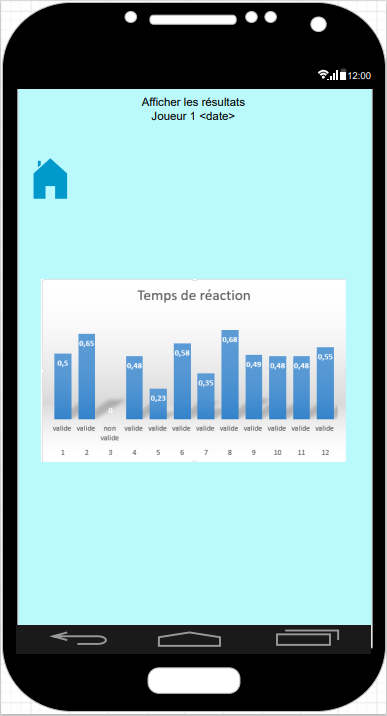 12:00
Afficher les résultats
Joueur 1 <date>
Temps de réaction
0,5 0,65 0 0,48 0,23 0,58 0,35 0,68 0,49 0,48 0,48 0,55
valide valide non valide valide valide valide valide valide valide valide valide valide
1 2 3 4 5 6 7 8 9 10 11 12